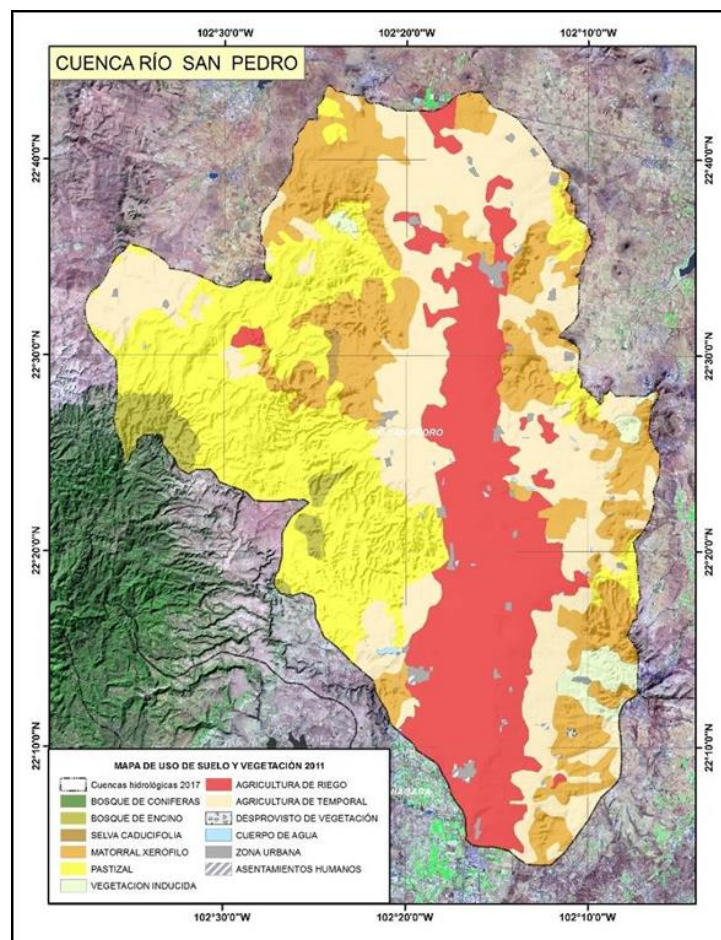 102°30'0"W 102°20'0"W 102°10'0"W
CUENCA RÍO SAN PEDRO
22°40'0"N 22°40'0"N
22°30'0"N 22°30'0"N
PEDRO
22°20'0"N 22°20'0"N
22°10'0"N 22°10'0"N
MAPA DE USO DE SUELO Y VEGETACIÓN 2011
Cuencas hidrológicas 2017
BOSQUE DE CONIFERAS
BOSQUE DE ENCINO
SELVA CADUCIFOLIA
MATORRAL XERÓFILO
PASTIZAL
VEGETACION INDUCIDA
AGRICULTURA DE RIEGO
AGRICULTURA DE TEMPORAL
DESPROVISTO DE VEGETACIÓN
CUERPO DE AGUA
ZONA URBANA
ASENTAMIENTOS HUMANOS
102°30'0"W 102°20'0"W 102°10'0"W